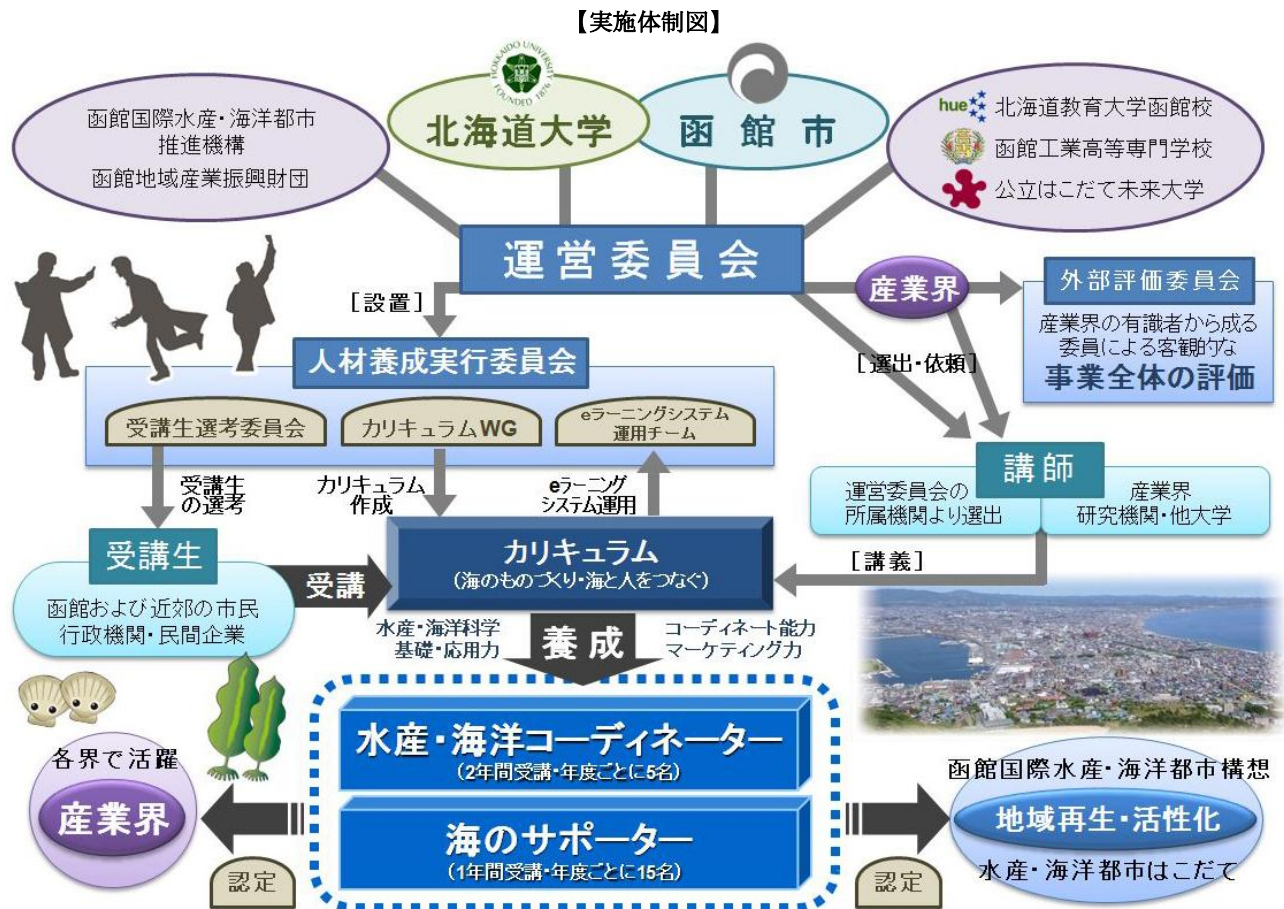 【実施体制図】
HOKKAIDO UNIVERSITY
FOUNDED 1876
北海道大学
函館市
函館国際水産・海洋都市
推進機構
函館地域産業振興財団
hue
北海道教育大学函館校
高専
函館工業高等専門学校
公立はこだて未来大学
運営委員会
[設置]
産業界
外部評価委員会
産業界の有識者から成る
委員による客観的な
事業全体の評価
[選出・依頼]
人材養成実行委員会
受講生選考委員会
カリキュラムWG
eラーニングシステム
運用チーム
受講生
の選考
カリキュラム
作成
eラーニング
システム運用
講師
運営委員会の
所属機関より選出
産業界
研究機関・他大学
[講義]
受講生
函館および近郊の市民
行政機関・民間企業
受講
カリキュラム
(海のものづくり・海と人をつなぐ)
水産・海洋科学
基礎・応用力
養成
コーディネート能力
マーケティング力
水産・海洋コーディネーター
(2年間受講・年度ごとに5名)
海のサポーター
(1年間受講・年度ごとに15名)
各界で活躍
産業界
認定
認定
函館国際水産・海洋都市構想
地域再生・活性化
水産・海洋都市はこだて